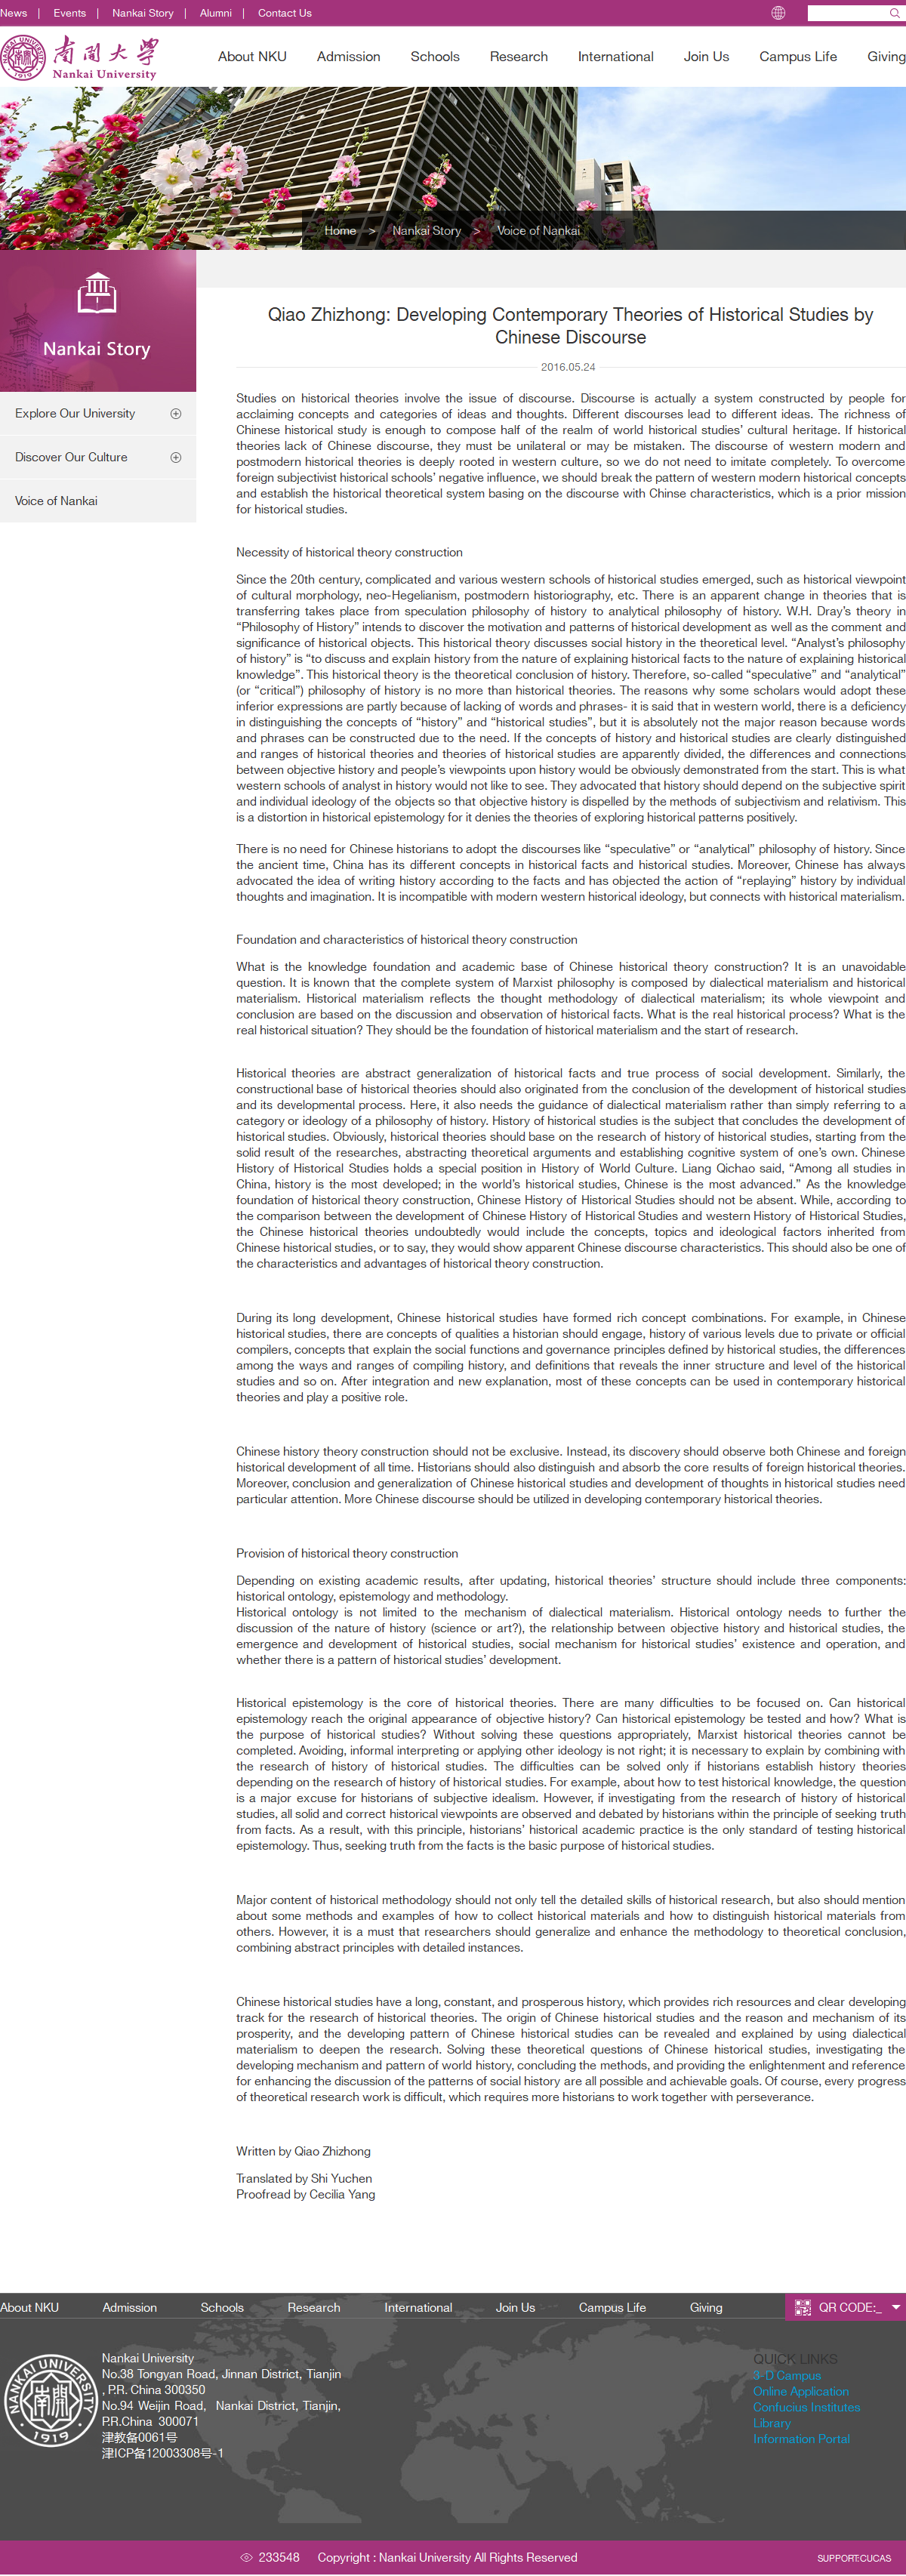 News | Events | Nankai Story | Alumni | Contact Us
南開大學
Nankai University
About NKU Admission Schools Research International Join Us Campus Life Giving
Home > Nankai Story > Voice of Nankai
Nankai Story
Explore Our University
Discover Our Culture
Voice of Nankai
Qiao Zhizhong: Developing Contemporary Theories of Historical Studies by
Chinese Discourse
2016.05.24
Studies on historical theories involve the issue of discourse. Discourse is actually a system constructed by people for
acclaiming concepts and categories of ideas and thoughts. Different discourses lead to different ideas. The richness of
Chinese historical study is enough to compose half of the realm of world historical studies’ cultural heritage. If historical
theories lack of Chinese discourse, they must be unilateral or may be mistaken. The discourse of western modern and
postmodern historical theories is deeply rooted in western culture, so we do not need to imitate completely. To overcome
foreign subjectivist historical schools’ negative influence, we should break the pattern of western modern historical concepts
and establish the historical theoretical system basing on the discourse with Chinse characteristics, which is a prior mission
for historical studies.
Necessity of historical theory construction
Since the 20th century, complicated and various western schools of historical studies emerged, such as historical viewpoint
of cultural morphology, neo-Hegelianism, postmodern historiography, etc. There is an apparent change in theories that is
transferring takes place from speculation philosophy of history to analytical philosophy of history. W.H. Dray’s theory in
“Philosophy of History” intends to discover the motivation and patterns of historical development as well as the comment and
significance of historical objects. This historical theory discusses social history in the theoretical level. “Analyst’s philosophy
of history” is “to discuss and explain history from the nature of explaining historical facts to the nature of explaining historical
knowledge”. This historical theory is the theoretical conclusion of history. Therefore, so-called “speculative” and “analytical”
(or “critical”) philosophy of history is no more than historical theories. The reasons why some scholars would adopt these
inferior expressions are partly because of lacking of words and phrases- it is said that in western world, there is a deficiency
in distinguishing the concepts of “history” and “historical studies”, but it is absolutely not the major reason because words
and phrases can be constructed due to the need. If the concepts of history and historical studies are clearly distinguished
and ranges of historical theories and theories of historical studies are apparently divided, the differences and connections
between objective history and people’s viewpoints upon history would be obviously demonstrated from the start. This is what
western schools of analyst in history would not like to see. They advocated that history should depend on the subjective spirit
and individual ideology of the objects so that objective history is dispelled by the methods of subjectivism and relativism. This
is a distortion in historical epistemology for it denies the theories of exploring historical patterns positively.
There is no need for Chinese historians to adopt the discourses like “speculative” or “analytical” philosophy of history. Since
the ancient time, China has its different concepts in historical facts and historical studies. Moreover, Chinese has always
advocated the idea of writing history according to the facts and has objected the action of “replaying” history by individual
thoughts and imagination. It is incompatible with modern western historical ideology, but connects with historical materialism.
Foundation and characteristics of historical theory construction
What is the knowledge foundation and academic base of Chinese historical theory construction? It is an unavoidable
question. It is known that the complete system of Marxist philosophy is composed by dialectical materialism and historical
materialism. Historical materialism reflects the thought methodology of dialectical materialism; its whole viewpoint and
conclusion are based on the discussion and observation of historical facts. What is the real historical process? What is the
real historical situation? They should be the foundation of historical materialism and the start of research.
Historical theories are abstract generalization of historical facts and true process of social development. Similarly, the
constructional base of historical theories should also originated from the conclusion of the development of historical studies
and its developmental process. Here, it also needs the guidance of dialectical materialism rather than simply referring to a
category or ideology of a philosophy of history. History of historical studies is the subject that concludes the development of
historical studies. Obviously, historical theories should base on the research of history of historical studies, starting from the
solid result of the researches, abstracting theoretical arguments and establishing cognitive system of one’s own. Chinese
History of Historical Studies holds a special position in History of World Culture. Liang Qichao said, “Among all studies in
China, history is the most developed; in the world’s historical studies, Chinese is the most advanced.” As the knowledge
foundation of historical theory construction, Chinese History of Historical Studies should not be absent. While, according to
the comparison between the development of Chinese History of Historical Studies and western History of Historical Studies,
the Chinese historical theories undoubtedly would include the concepts, topics and ideological factors inherited from
Chinese historical studies, or to say, they would show apparent Chinese discourse characteristics. This should also be one of
the characteristics and advantages of historical theory construction.
During its long development, Chinese historical studies have formed rich concept combinations. For example, in Chinese
historical studies, there are concepts of qualities a historian should engage, history of various levels due to private or official
compilers, concepts that explain the social functions and governance principles defined by historical studies, the differences
among the ways and ranges of compiling history, and definitions that reveals the inner structure and level of the historical
studies and so on. After integration and new explanation, most of these concepts can be used in contemporary historical
theories and play a positive role.
Chinese history theory construction should not be exclusive. Instead, its discovery should observe both Chinese and foreign
historical development of all time. Historians should also distinguish and absorb the core results of foreign historical theories.
Moreover, conclusion and generalization of Chinese historical studies and development of thoughts in historical studies need
particular attention. More Chinese discourse should be utilized in developing contemporary historical theories.
Provision of historical theory construction
Depending on existing academic results, after updating, historical theories’ structure should include three components:
historical ontology, epistemology and methodology.
Historical ontology is not limited to the mechanism of dialectical materialism. Historical ontology needs to further the
discussion of the nature of history (science or art?), the relationship between objective history and historical studies, the
emergence and development of historical studies, social mechanism for historical studies’ existence and operation, and
whether there is a pattern of historical studies’ development.
Historical epistemology is the core of historical theories. There are many difficulties to be focused on. Can historical
epistemology reach the original appearance of objective history? Can historical epistemology be tested and how? What is
the purpose of historical studies? Without solving these questions appropriately, Marxist historical theories cannot be
completed. Avoiding, informal interpreting or applying other ideology is not right; it is necessary to explain by combining with
the research of history of historical studies. The difficulties can be solved only if historians establish history theories
depending on the research of history of historical studies. For example, about how to test historical knowledge, the question
is a major excuse for historians of subjective idealism. However, if investigating from the research of history of historical
studies, all solid and correct historical viewpoints are observed and debated by historians within the principle of seeking truth
from facts. As a result, with this principle, historians’ historical academic practice is the only standard of testing historical
epistemology. Thus, seeking truth from the facts is the basic purpose of historical studies.
Major content of historical methodology should not only tell the detailed skills of historical research, but also should mention
about some methods and examples of how to collect historical materials and how to distinguish historical materials from
others. However, it is a must that researchers should generalize and enhance the methodology to theoretical conclusion,
combining abstract principles with detailed instances.
Chinese historical studies have a long, constant, and prosperous history, which provides rich resources and clear developing
track for the research of historical theories. The origin of Chinese historical studies and the reason and mechanism of its
prosperity, and the developing pattern of Chinese historical studies can be revealed and explained by using dialectical
materialism to deepen the research. Solving these theoretical questions of Chinese historical studies, investigating the
developing mechanism and pattern of world history, concluding the methods, and providing the enlightenment and reference
for enhancing the discussion of the patterns of social history are all possible and achievable goals. Of course, every progress
of theoretical research work is difficult, which requires more historians to work together with perseverance.
Written by Qiao Zhizhong
Translated by Shi Yuchen
Proofread by Cecilia Yang
About NKU Admission Schools Research International Join Us Campus Life Giving QR CODE:_
NANKAI UNIVERSITY
1919
Nankai University
No.38 Tongyan Road, Jinnan District, Tianjin
, P.R. China 300350
No.94 Weijin Road, Nankai District, Tianjin,
P.R.China 300071
津教备0061号
津ICP备12003308号-1
QUICK LINKS
3-D Campus
Online Application
Confucius Institutes
Library
Information Portal
233548 Copyright : Nankai University All Rights Reserved
SUPPORT:CUCAS